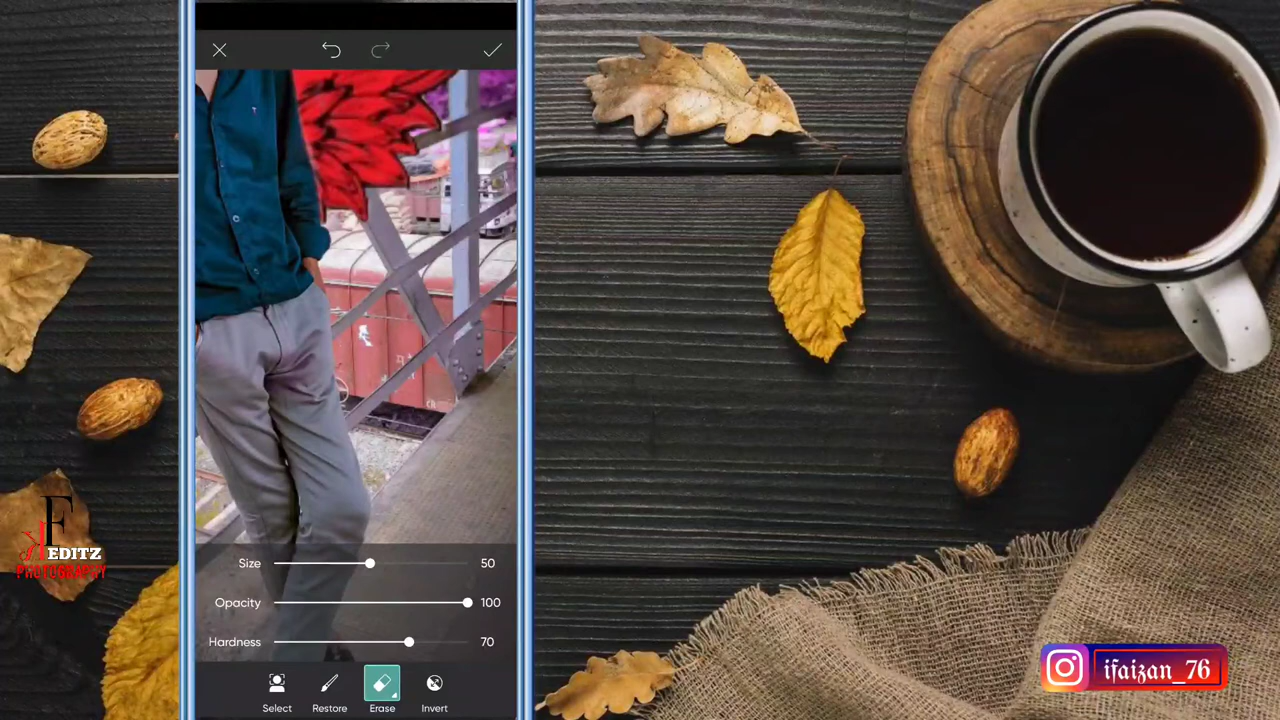 Size 50
Opacity 100
Hardness 70
Select Restore Erase Invert
F
K EDITZ
PHOTOGRAPHY
ifaizan_76